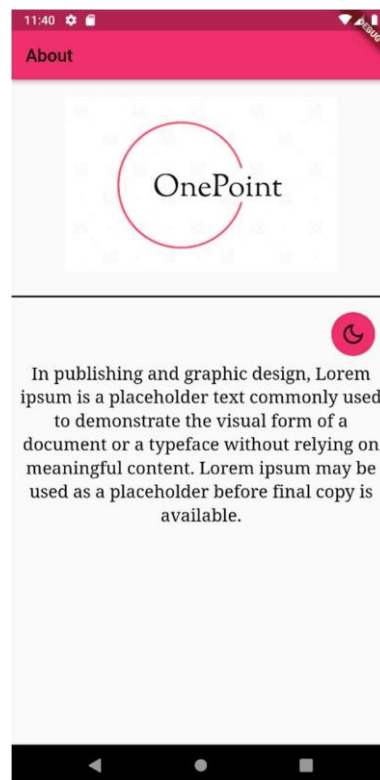 11:40
DEBUG
About
OnePoint
In publishing and graphic design, Lorem
ipsum is a placeholder text commonly used
to demonstrate the visual form of a
document or a typeface without relying on
meaningful content. Lorem ipsum may be
used as a placeholder before final copy is
available.